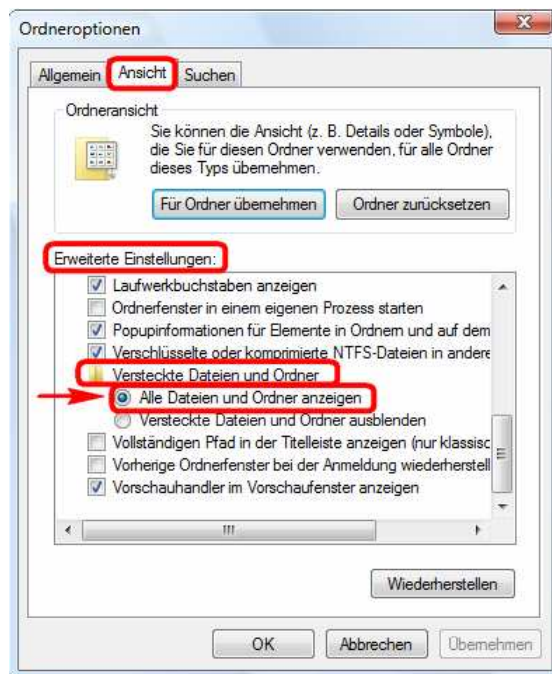 Ordneroptionen
Allgemein Ansicht Suchen
Ordneransicht
Sie können die Ansicht (z. B. Details oder Symbole),
die Sie für diesen Ordner verwenden, für alle Ordner
dieses Typs übernehmen.
Für Ordner übernehmen Ordner zurücksetzen
Erweiterte Einstellungen:
Laufwerkbuchstaben anzeigen
Ordnerfenster in einem eigenen Prozess starten
Popupinformationen für Elemente in Ordnern und auf dem
Verschlüsselte oder komprimierte NTFS-Dateien in andere
Versteckte Dateien und Ordner
Alle Dateien und Ordner anzeigen
Versteckte Dateien und Ordner ausblenden
Vollständigen Pfad in der Titelleiste anzeigen (nur klassisc
Vorherige Ordnerfenster bei der Anmeldung wiederherstell
Vorschauhandler im Vorschaufenster anzeigen
Wiederherstellen
OK Abbrechen Übernehmen